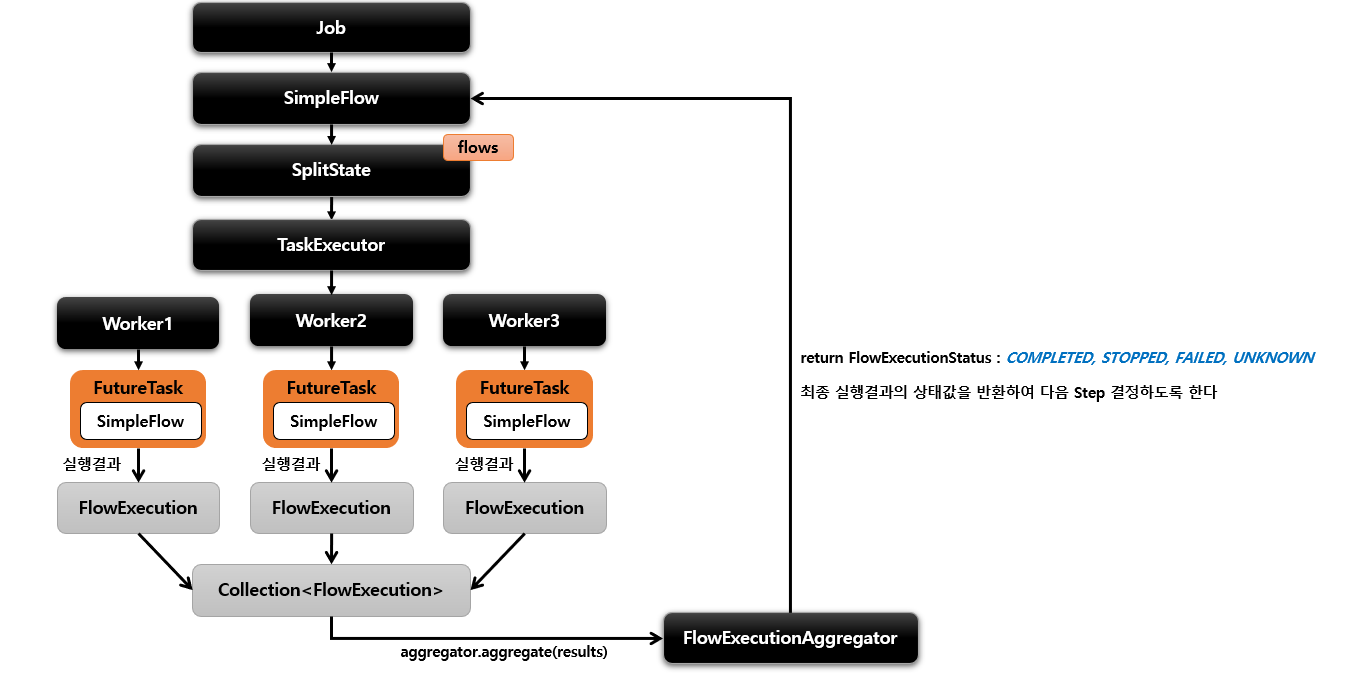 Job
SimpleFlow
flows
SplitState
TaskExecutor
Worker1
Worker2
Worker3
FutureTask
SimpleFlow
FutureTask
SimpleFlow
FutureTask
SimpleFlow
return FlowExecutionStatus : COMPLETED, STOPPED, FAILED, UNKNOWN
최종 실행결과의 상태값을 반환하여 다음 Step 결정하도록 한다
실행결과
실행결과
실행결과
FlowExecution
FlowExecution
FlowExecution
Collection<FlowExecution>
FlowExecutionAggregator
aggregator.aggregate(results)